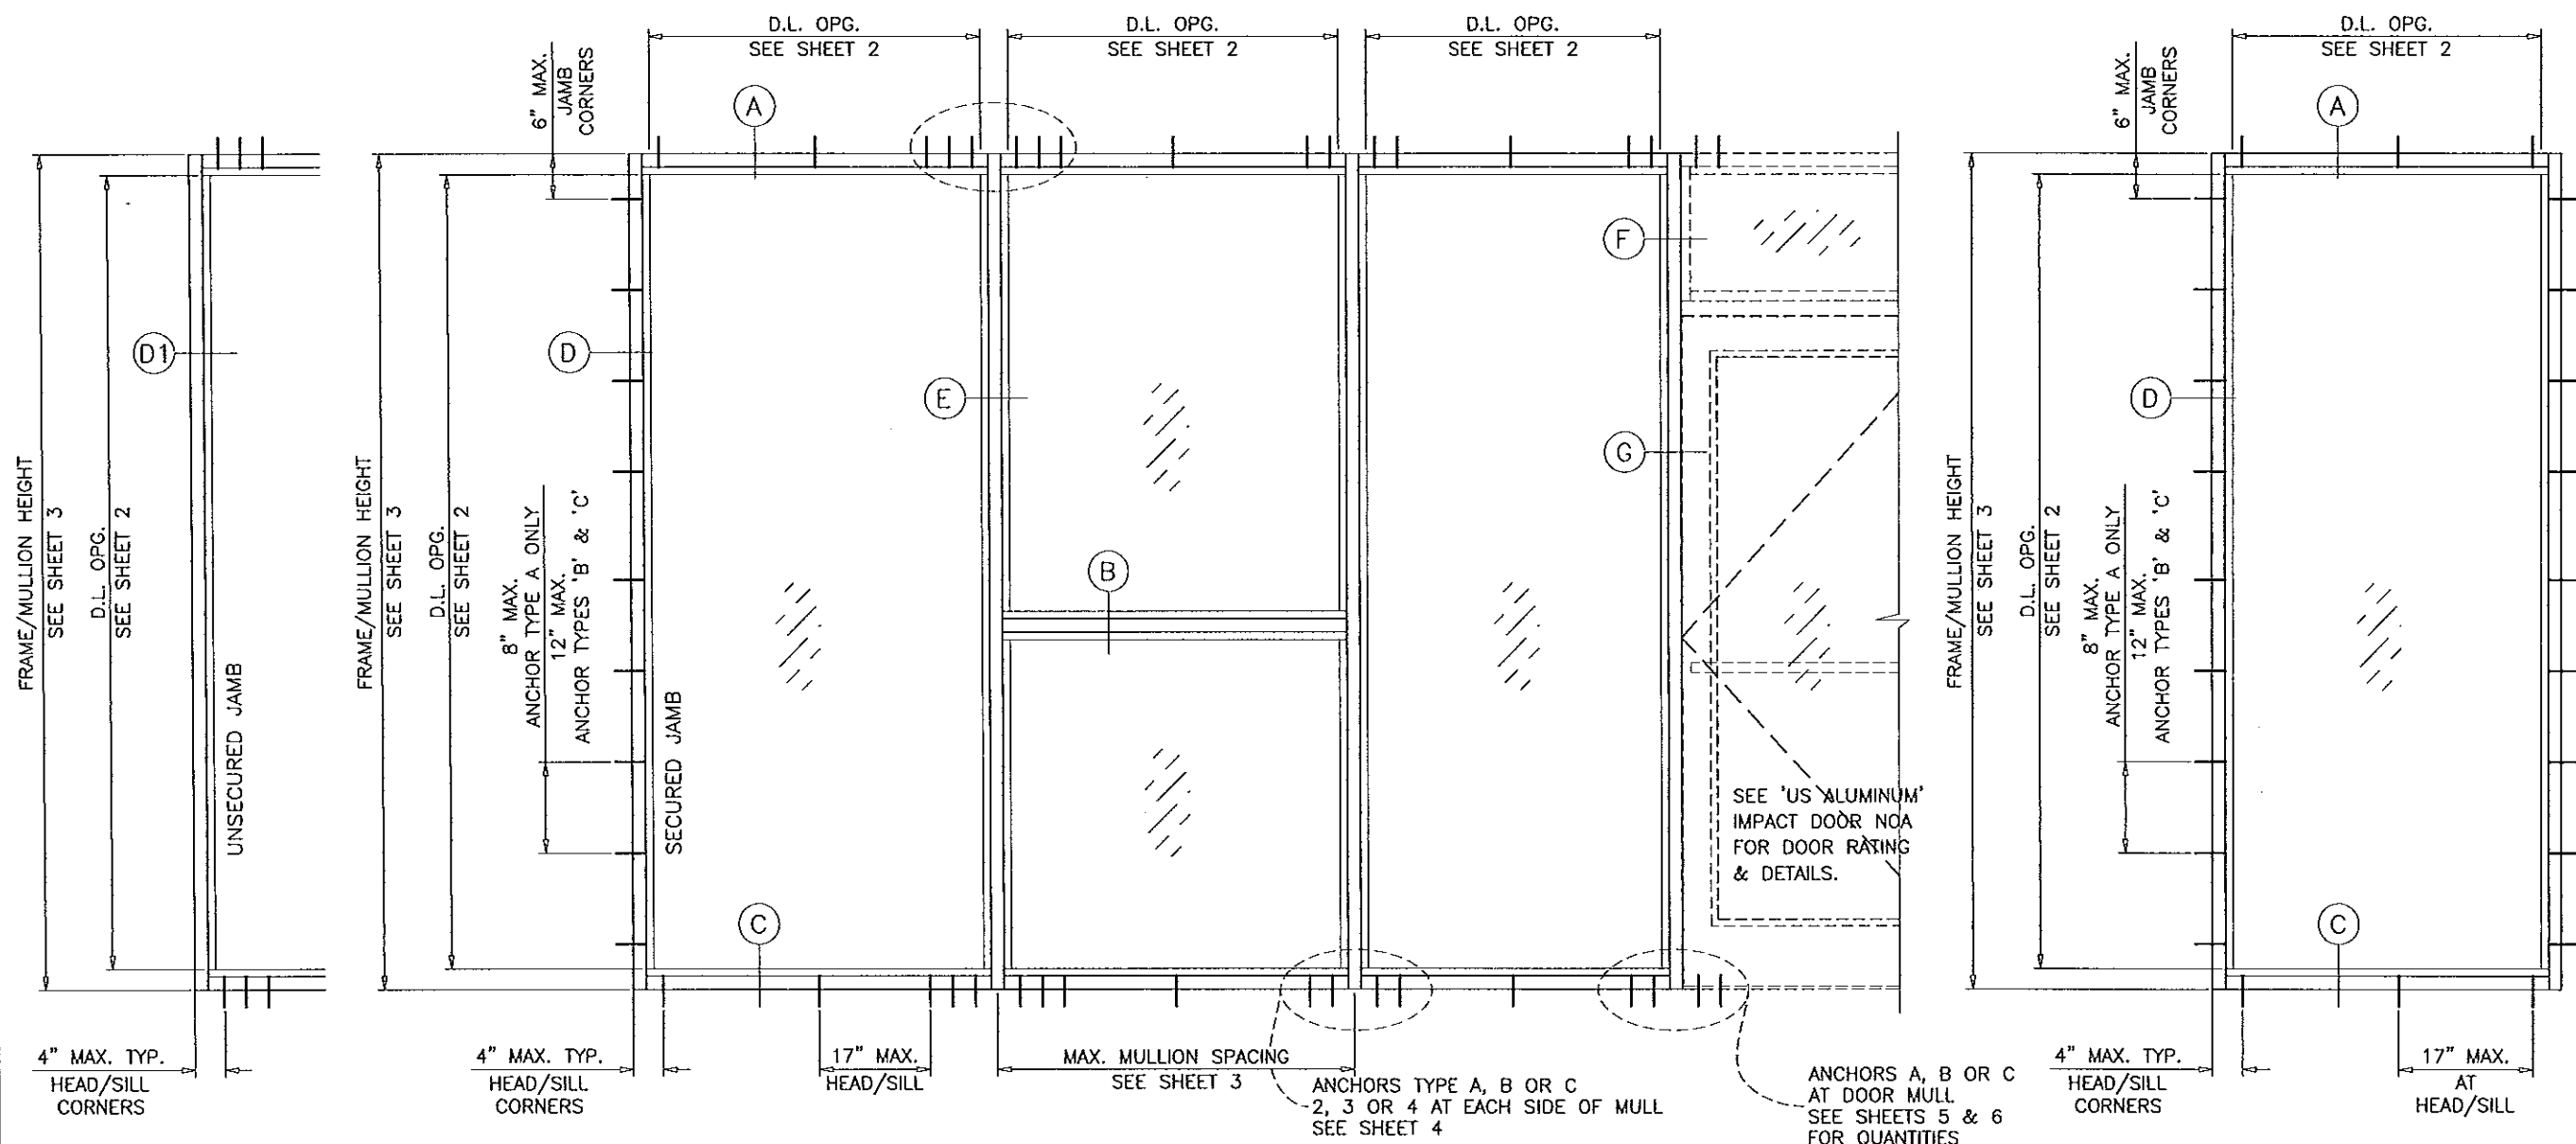 D.L. OPG.
SEE SHEET 2
D.L. OPG.
SEE SHEET 2
D.L. OPG.
SEE SHEET 2
D.L. OPG.
SEE SHEET 2
6" MAX.
JAMB
CORNERS
6" MAX.
JAMB
CORNERS
A
A
F
D1
D
E
D
G
B
C
C
FRAME/MULLION HEIGHT
SEE SHEET 3
D.L. OPG.
SEE SHEET 2
UNSECURED JAMB
FRAME/MULLION HEIGHT
SEE SHEET 3
D.L. OPG.
SEE SHEET 2
8" MAX.
ANCHOR TYPE A ONLY
12" MAX.
ANCHOR TYPES 'B' & 'C'
SECURED JAMB
SEE 'US ALUMINUM'
IMPACT DOOR NOA
FOR DOOR RATING
& DETAILS.
FRAME/MULLION HEIGHT
SEE SHEET 3
D.L. OPG.
SEE SHEET 2
8" MAX.
ANCHOR TYPE A ONLY
12" MAX.
ANCHOR TYPES 'B' & 'C'
4" MAX. TYP.
HEAD/SILL
CORNERS
4" MAX. TYP.
HEAD/SILL
CORNERS
17" MAX.
HEAD/SILL
MAX. MULLION SPACING
SEE SHEET 3
ANCHORS TYPE A, B OR C
2, 3 OR 4 AT EACH SIDE OF MULL
SEE SHEET 4
ANCHORS A, B OR C
AT DOOR MULL
SEE SHEETS 5 & 6
FOR QUANTITIES
4" MAX. TYP.
HEAD/SILL
CORNERS
17" MAX.
AT
HEAD/SILL